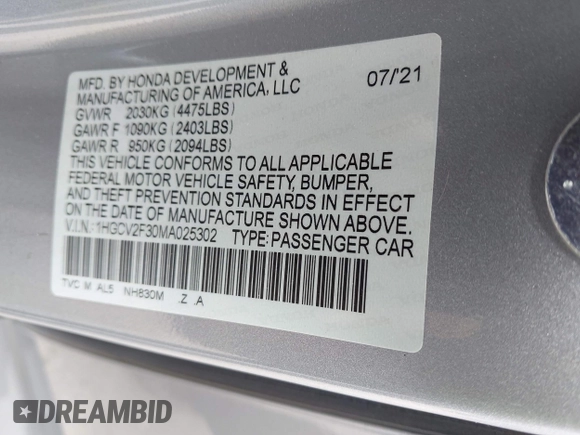 MFD. BY HONDA DEVELOPMENT & 07/'21
MANUFACTURING OF AMERICA, LLC
GVWR 2030KG (4475LBS)
GAWR F 1090KG (2403LBS)
GAWR R 950KG (2094LBS)
THIS VEHICLE CONFORMS TO ALL APPLICABLE
FEDERAL MOTOR VEHICLE SAFETY, BUMPER,
AND THEFT PREVENTION STANDARDS IN EFFECT
ON THE DATE OF MANUFACTURE SHOWN ABOVE.
V.I.N.:1HGCV2F30MA025302 TYPE:PASSENGER CAR
TVC M AL5 NH830M .Z .A
DREAMBID